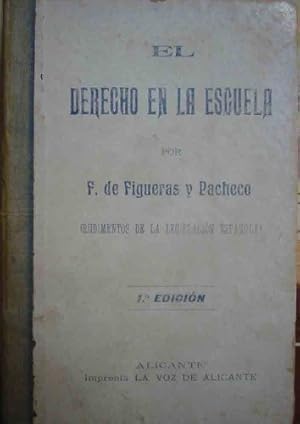 EL
DERECHO EN LA ESCUELA
POR
F. de Figueras y Pacheco
(RUDIMENTOS DE LA LEGISLACIÓN ESPAÑOLA)
1.ª EDICIÓN
ALICANTE
Imprenta LA VOZ DE ALICANTE